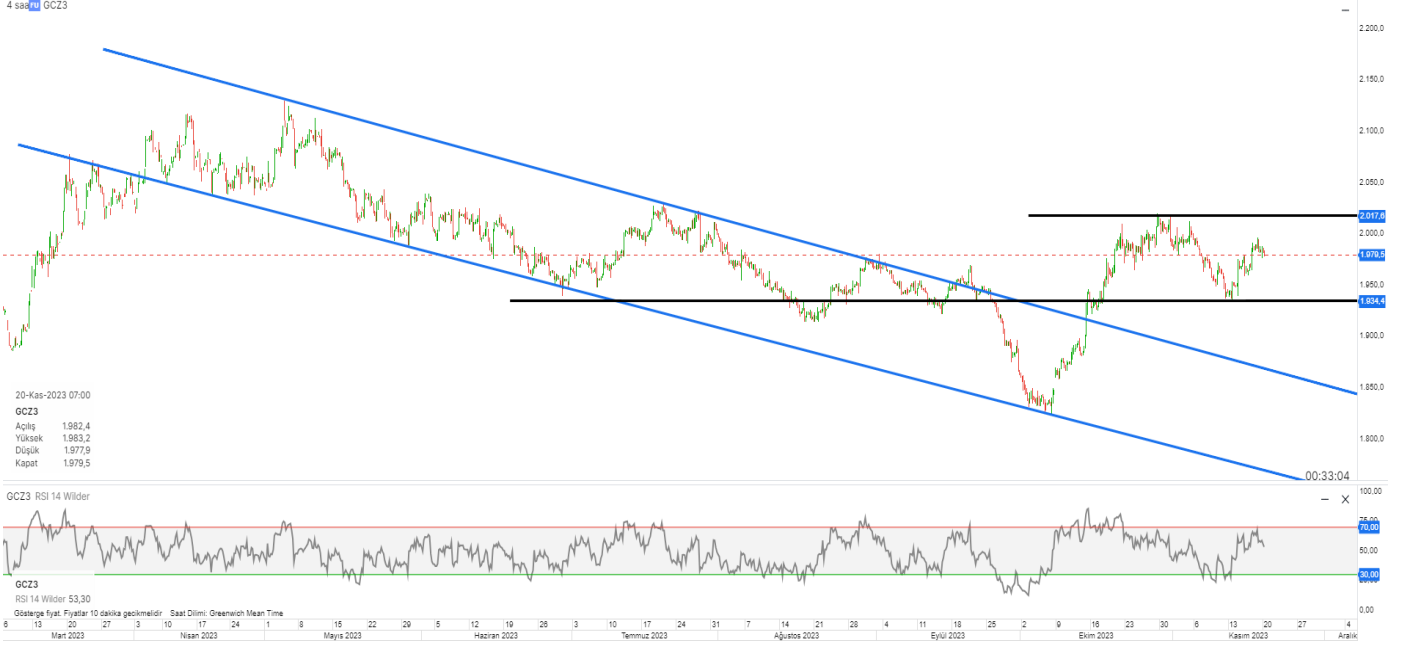 4 saa ru GCZ3
2.200,0
2.150,0
2.100,0
2.050,0
2.017,6
2.000,0
1.979,5
1.950,0
1.934,4
1.900,0
1.850,0
1.800,0
20-Kas-2023 07:00
GCZ3
Açılış 1.982,4
Yüksek 1.983,2
Düşük 1.977,9
Kapat 1.979,5
00:33:04
GCZ3 RSI 14 Wilder
100,00
70,00
50,00
30,00
0.00
GCZ3
RSI 14 Wilder 53,30
Gösterge fiyat. Fiyatlar 10 dakika gecikmelidir Saat Dilimi: Greenwich Mean Time
6 13 20 27 3 10 17 24 1 8 15 22 29 5 12 19 26 3 10 17 24 31 7 14 21 28 4 11 18 25 2 9 16 23 30 6 13 20 27 4
Mart 2023 Nisan 2023 Mayıs 2023 Haziran 2023 Temmuz 2023 Ağustos 2023 Eylül 2023 Ekim 2023 Kasım 2023 Aralık